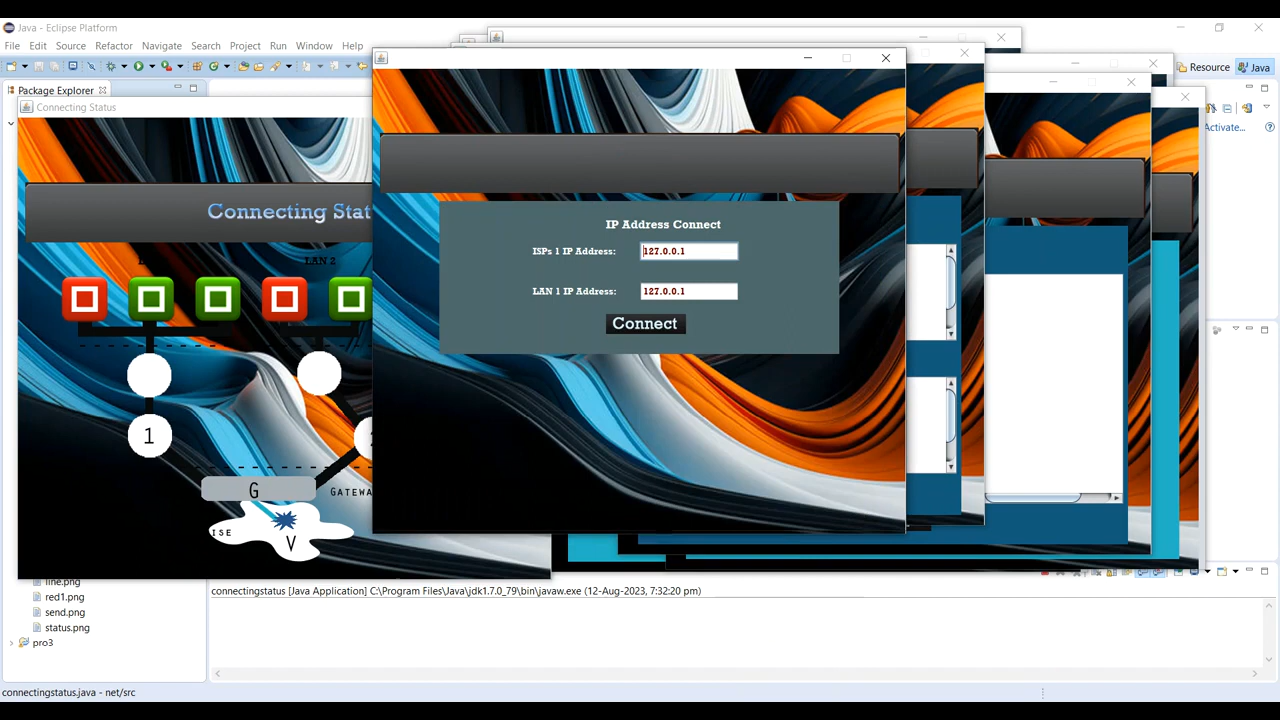 Java - Eclipse Platform
File Edit Source Refactor Navigate Search Project Run Window Help
Resource
Java
Package Explorer
Connecting Status
Activate...
Connecting Stat
IP Address Connect
ISPs 1 IP Address: 127.0.0.1
LAN 1 IP Address: 127.0.0.1
Connect
LAN 2
1
G
GATEWA
ISE
V
line.png
red1.png
send.png
status.png
pro3
connectingstatus [Java Application] C:\Program Files\Java\jdk1.7.0_79\bin\javaw.exe (12-Aug-2023, 7:32:20 pm)
connectingstatus.java - net/src